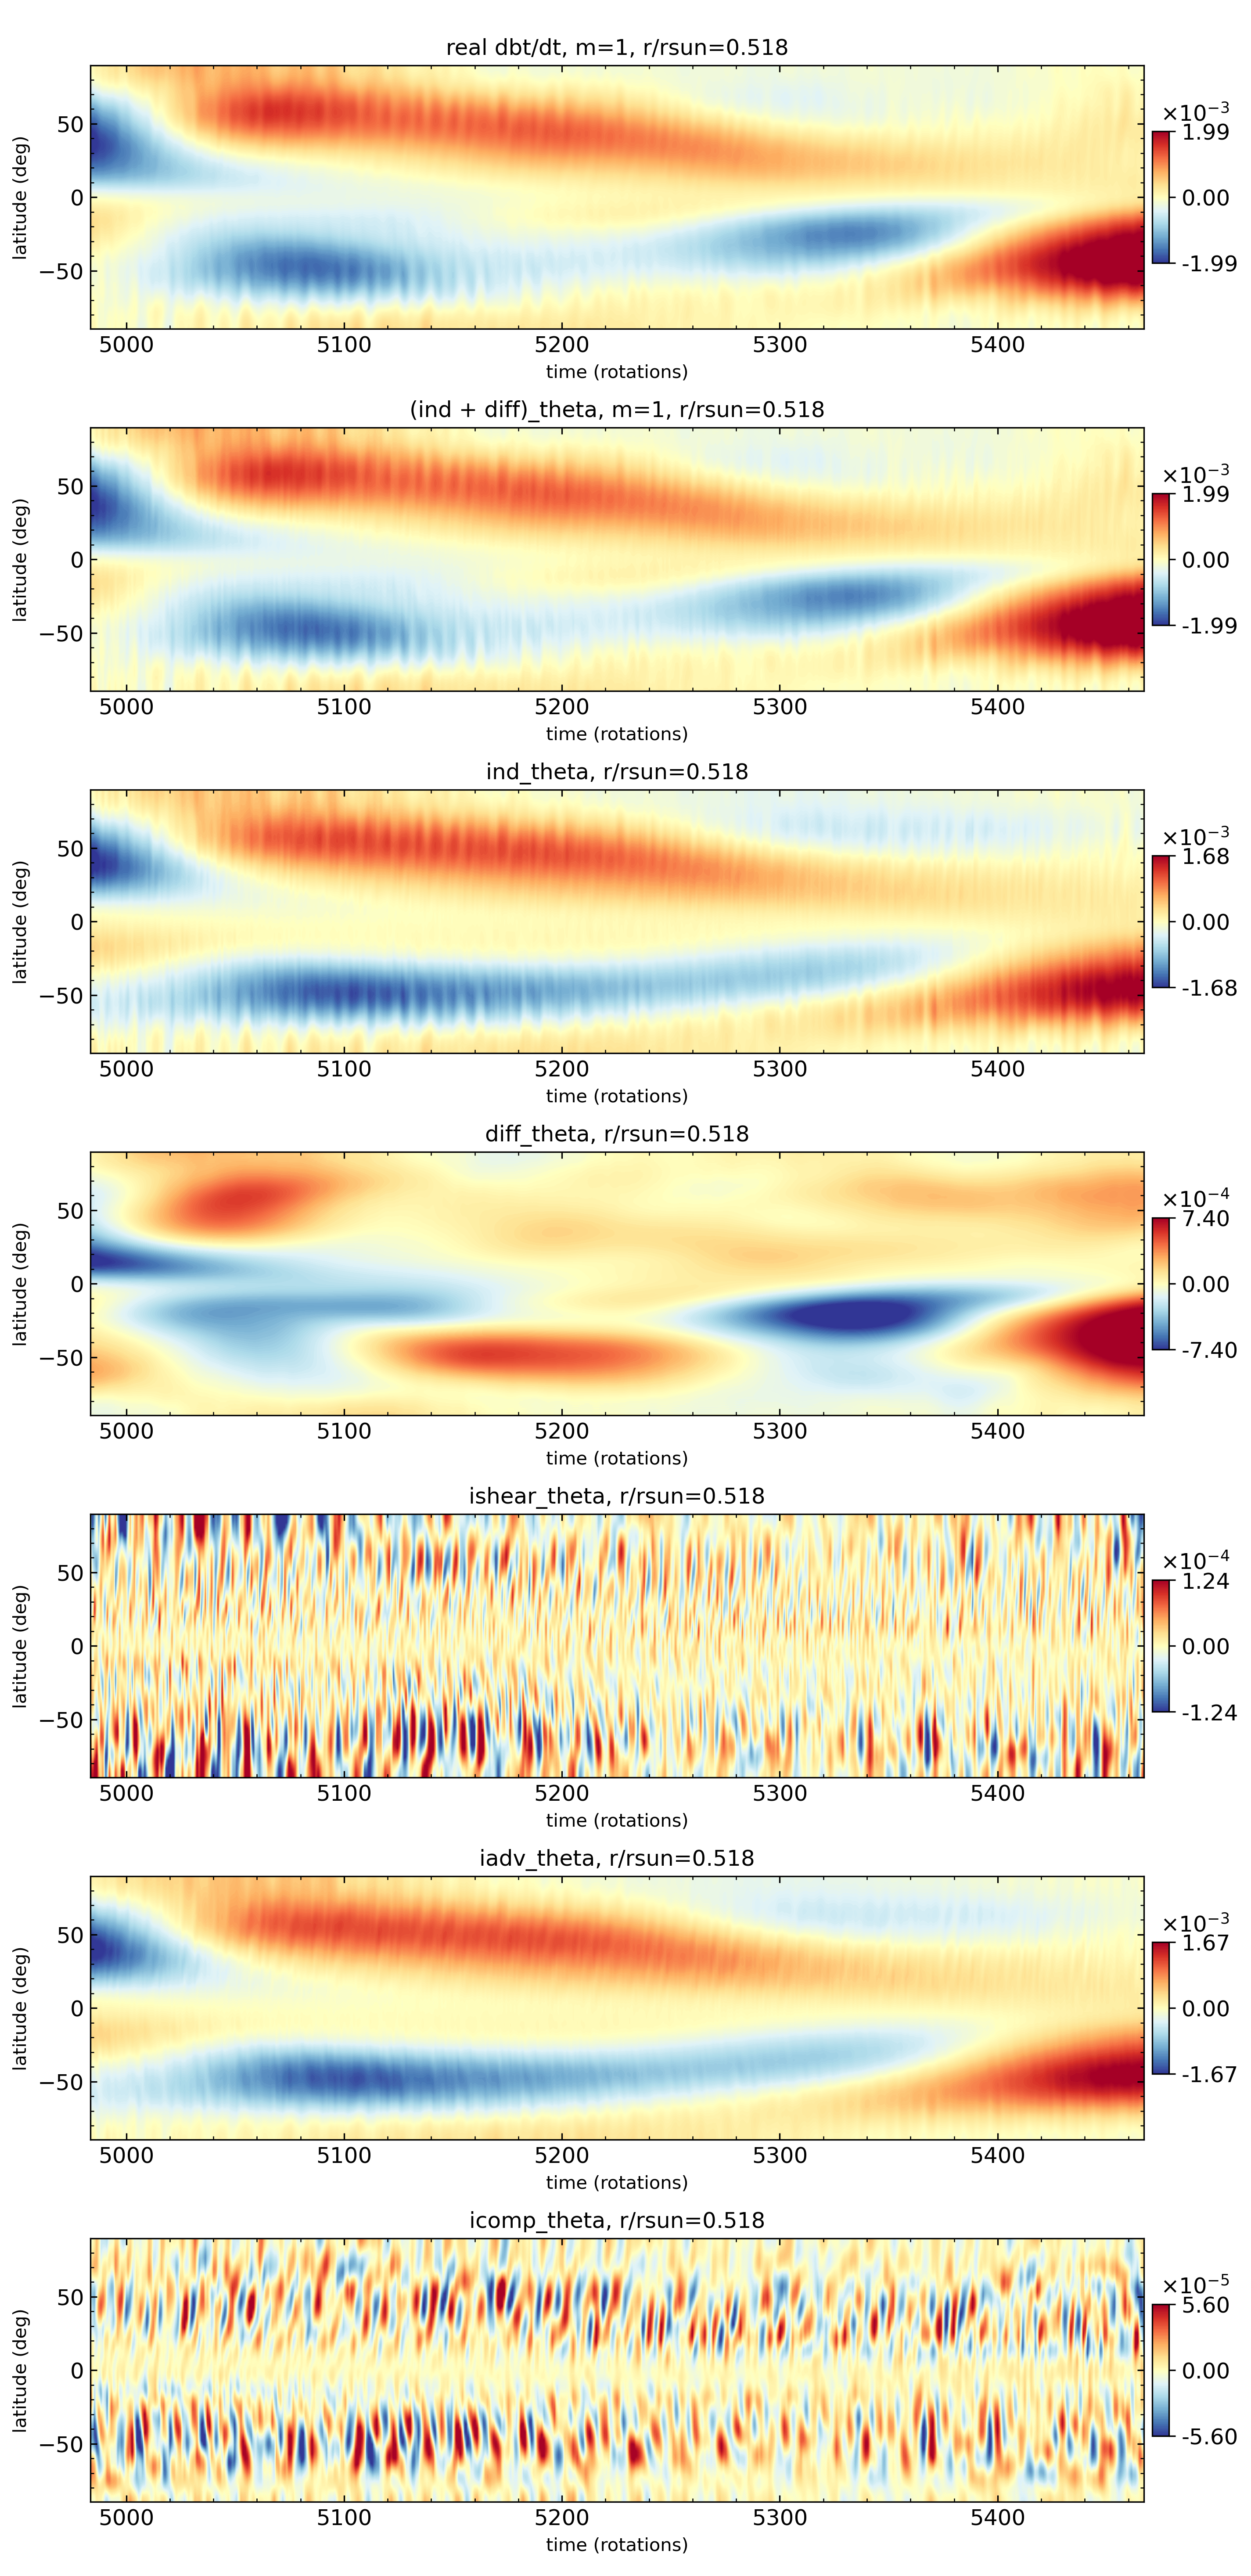 real dbt/dt, m=1, r/rsun=0.518
×10⁻³
1.99
0.00
-1.99
50
0
−50
latitude (deg)
5000 5100 5200 5300 5400
time (rotations)
(ind + diff)_theta, m=1, r/rsun=0.518
×10⁻³
1.99
0.00
-1.99
50
0
−50
latitude (deg)
5000 5100 5200 5300 5400
time (rotations)
ind_theta, r/rsun=0.518
×10⁻³
1.68
0.00
-1.68
50
0
−50
latitude (deg)
5000 5100 5200 5300 5400
time (rotations)
diff_theta, r/rsun=0.518
×10⁻⁴
7.40
0.00
-7.40
50
0
−50
latitude (deg)
5000 5100 5200 5300 5400
time (rotations)
ishear_theta, r/rsun=0.518
×10⁻⁴
1.24
0.00
-1.24
50
0
−50
latitude (deg)
5000 5100 5200 5300 5400
time (rotations)
iadv_theta, r/rsun=0.518
×10⁻³
1.67
0.00
-1.67
50
0
−50
latitude (deg)
5000 5100 5200 5300 5400
time (rotations)
icomp_theta, r/rsun=0.518
×10⁻⁵
5.60
0.00
-5.60
50
0
−50
latitude (deg)
5000 5100 5200 5300 5400
time (rotations)